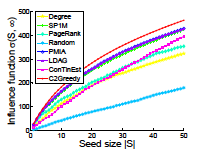 500
400
300
200
100
0
Influence function σ(S, ∞)
Degree
SP1M
PageRank
Random
PMIA
LDAG
ConTinEst
C2Greedy
0 10 20 30 40 50
Seed size |S|